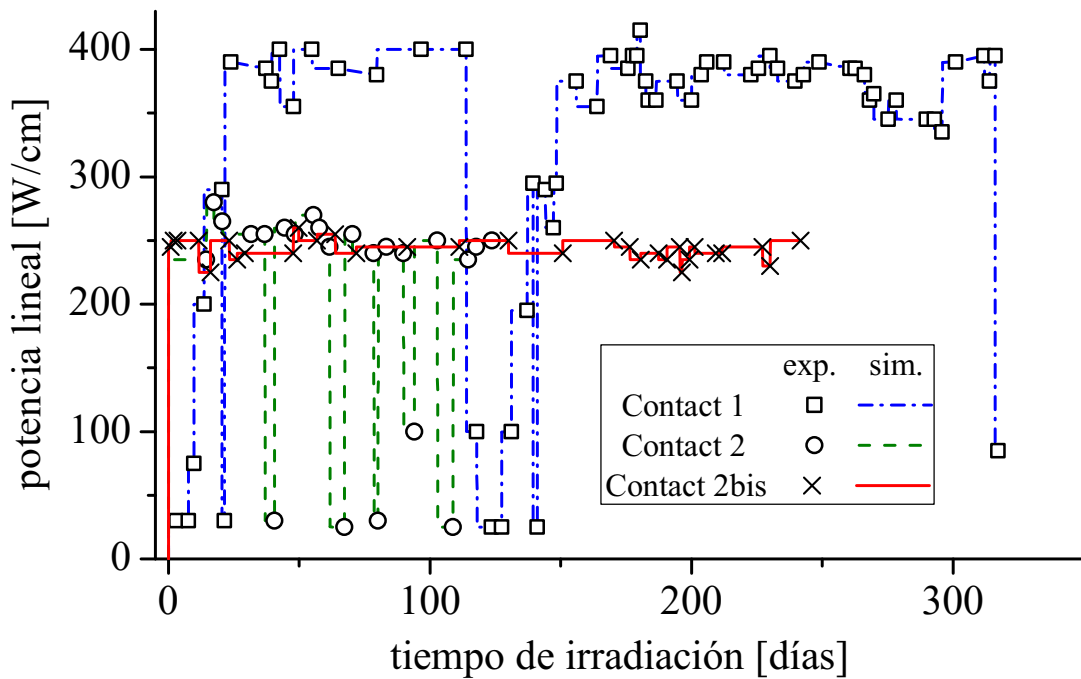 potencia lineal [W/cm]
400
300
200
100
0
exp. sim.
Contact 1
Contact 2
Contact 2bis
0 100 200 300
tiempo de irradiación [días]